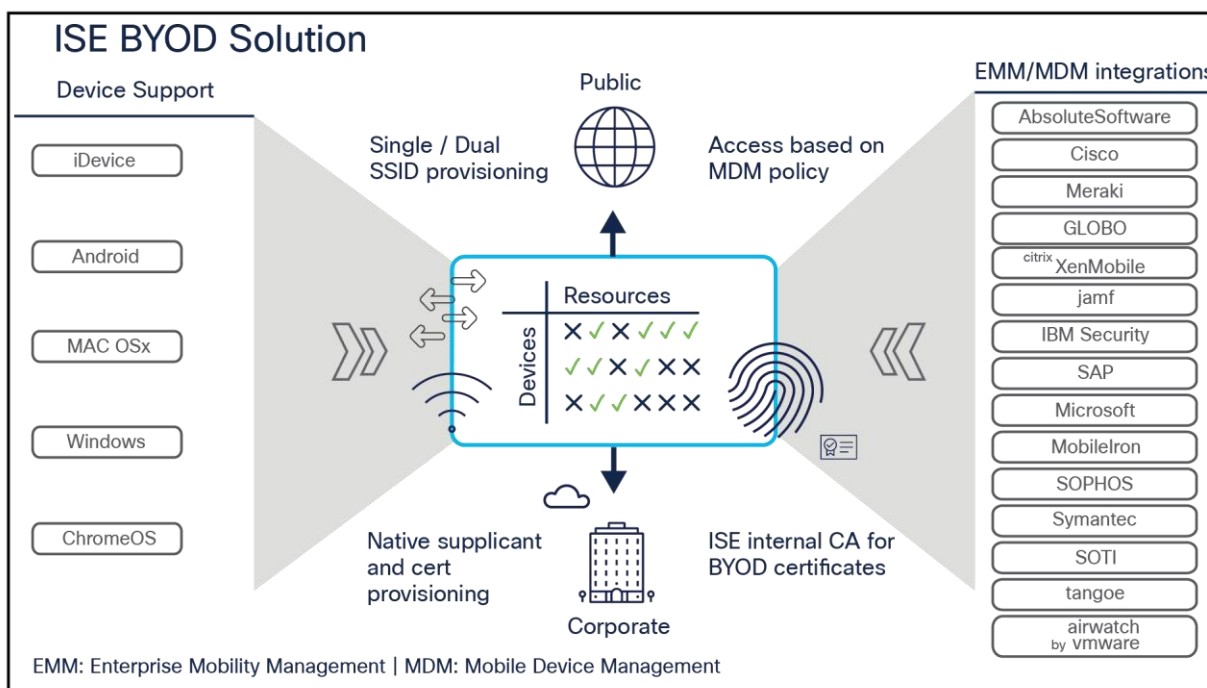 ISE BYOD Solution
Device Support
iDevice
Android
MAC OSx
Windows
ChromeOS
Public
Single / Dual
SSID provisioning
Access based on
MDM policy
Resources
Devices
Native supplicant
and cert
provisioning
ISE internal CA for
BYOD certificates
Corporate
EMM/MDM integrations
AbsoluteSoftware
Cisco
Meraki
GLOBO
citrix XenMobile
jamf
IBM Security
SAP
Microsoft
MobileIron
SOPHOS
Symantec
SOTI
tangoe
airwatch
by vmware
EMM: Enterprise Mobility Management | MDM: Mobile Device Management